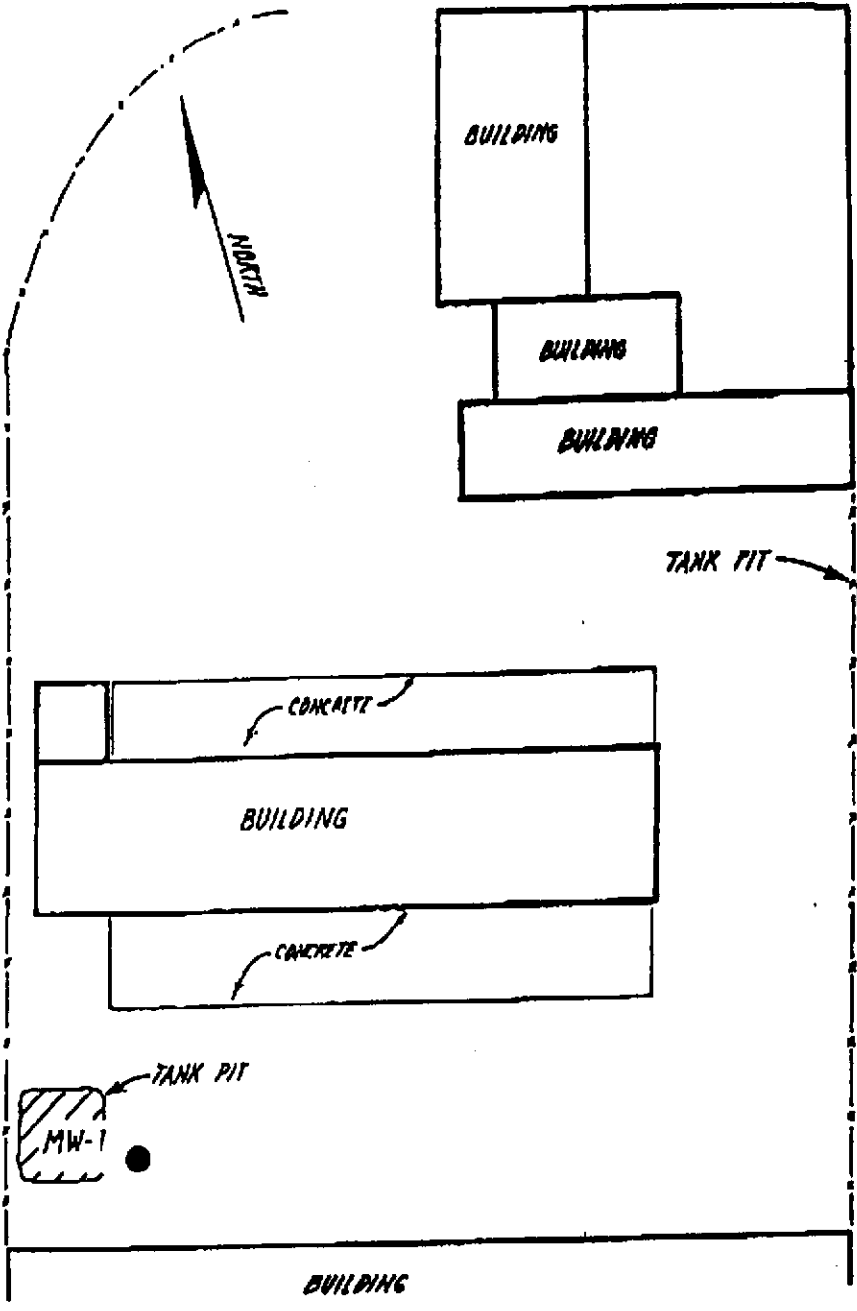 BUILDING
NORTH
BUILDING
BUILDING
TANK PIT
CONCRETE
BUILDING
CONCRETE
TANK PIT
MW-1
BUILDING